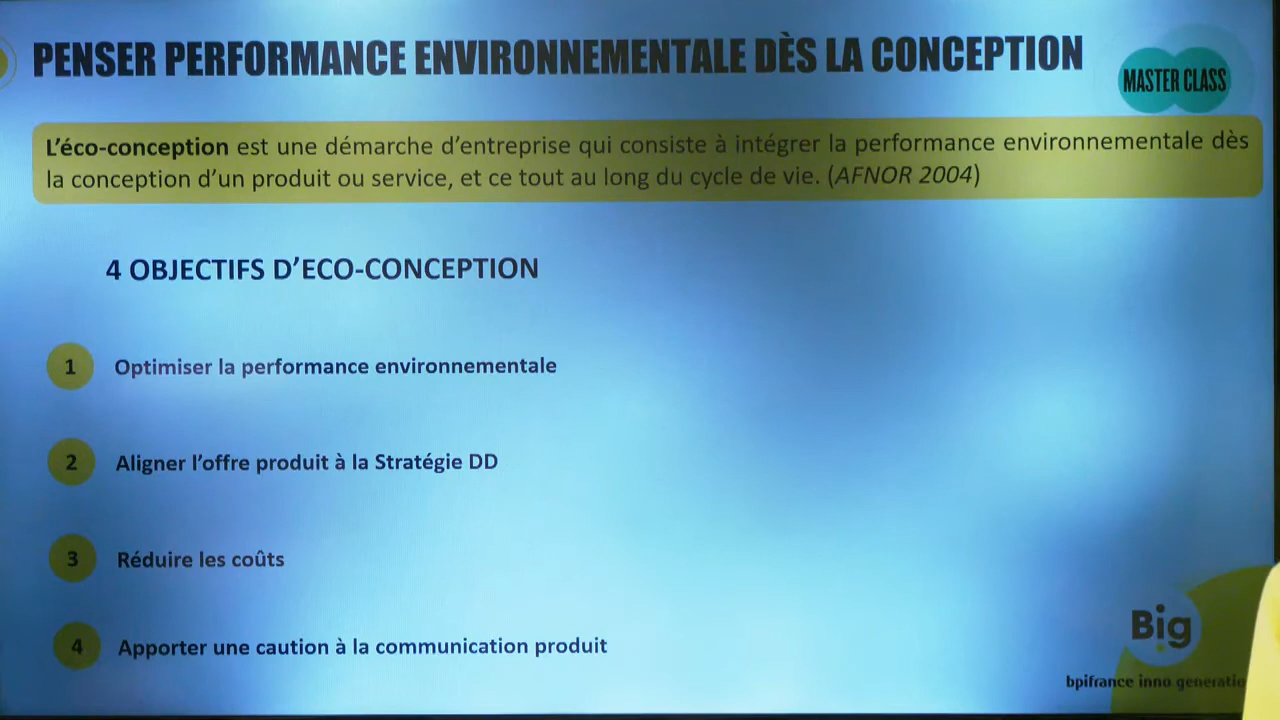 PENSER PERFORMANCE ENVIRONNEMENTALE DÈS LA CONCEPTION
MASTER CLASS
L'éco-conception est une démarche d'entreprise qui consiste à intégrer la performance environnementale dès
la conception d'un produit ou service, et ce tout au long du cycle de vie. (AFNOR 2004)
4 OBJECTIFS D'ECO-CONCEPTION
1 Optimiser la performance environnementale
2 Aligner l'offre produit à la Stratégie DD
3 Réduire les coûts
4 Apporter une caution à la communication produit
Big
bpifrance inno generatio